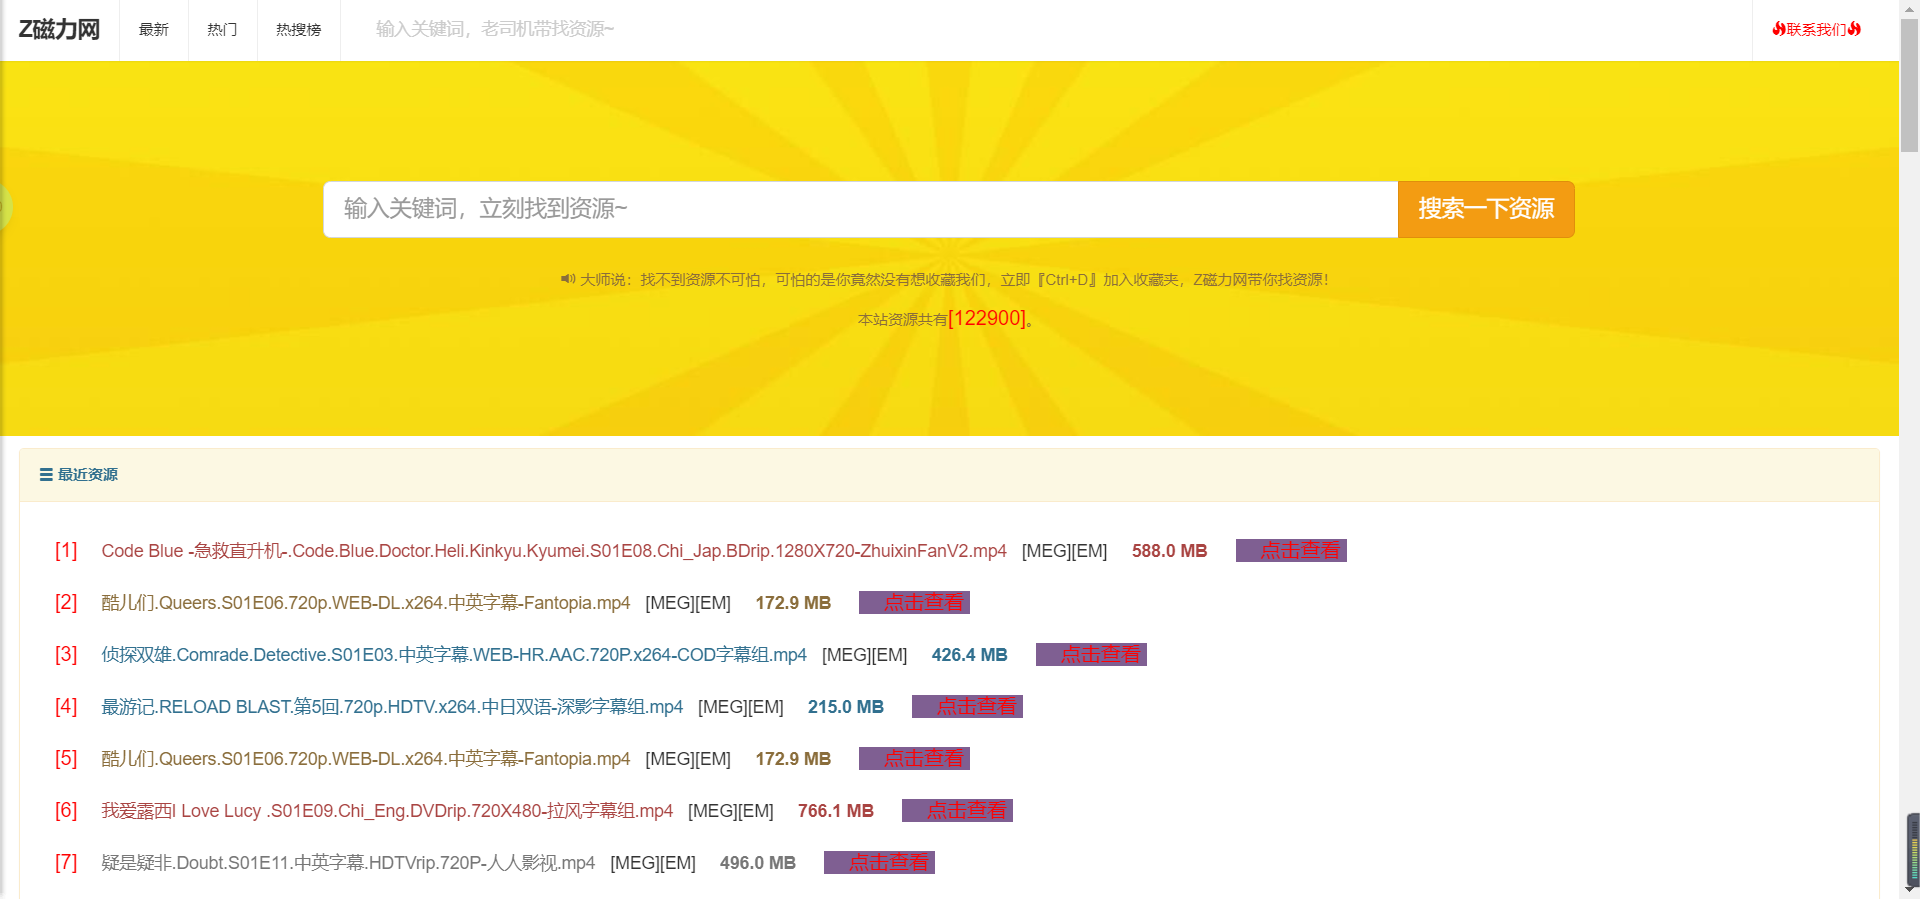 Z磁力网 最新 热门 热搜榜 输入关键词，老司机带找资源~ 联系我们
输入关键词，立刻找到资源~ 搜索一下资源
大师说：找不到资源不可怕，可怕的是你竟然没有想收藏我们，立即『Ctrl+D』加入收藏夹，Z磁力网带你找资源！
本站资源共有[122900]。
最近资源
[1] Code Blue -急救直升机-.Code.Blue.Doctor.Heli.Kinkyu.Kyumei.S01E08.Chi_Jap.BDrip.1280X720-ZhuixinFanV2.mp4 [MEG][EM] 588.0 MB 点击查看
[2] 酷儿们.Queers.S01E06.720p.WEB-DL.x264.中英字幕-Fantopia.mp4 [MEG][EM] 172.9 MB 点击查看
[3] 侦探双雄.Comrade.Detective.S01E03.中英字幕.WEB-HR.AAC.720P.x264-COD字幕组.mp4 [MEG][EM] 426.4 MB 点击查看
[4] 最游记.RELOAD BLAST.第5回.720p.HDTV.x264.中日双语-深影字幕组.mp4 [MEG][EM] 215.0 MB 点击查看
[5] 酷儿们.Queers.S01E06.720p.WEB-DL.x264.中英字幕-Fantopia.mp4 [MEG][EM] 172.9 MB 点击查看
[6] 我爱露西I Love Lucy .S01E09.Chi_Eng.DVDrip.720X480-拉风字幕组.mp4 [MEG][EM] 766.1 MB 点击查看
[7] 疑是疑非.Doubt.S01E11.中英字幕.HDTVrip.720P-人人影视.mp4 [MEG][EM] 496.0 MB 点击查看